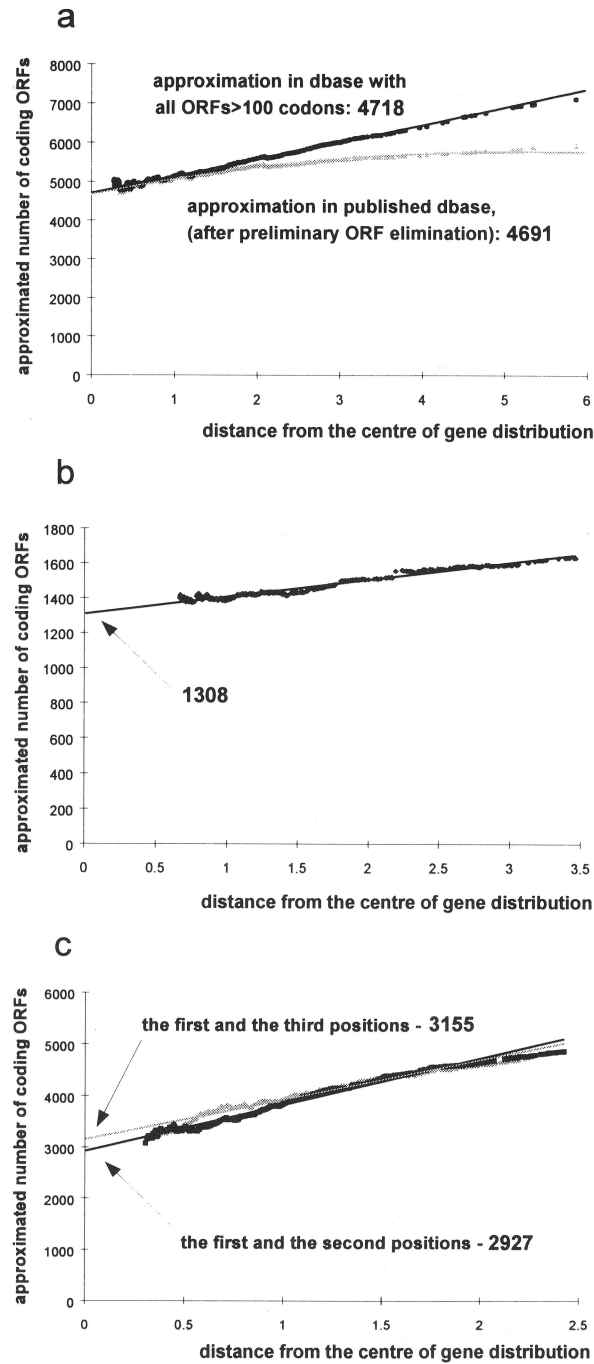 a
8000
7000
6000
5000
4000
3000
2000
1000
0
approximated number of coding ORFs
approximation in dbase with
all ORFs>100 codons: 4718
approximation in published dbase,
(after preliminary ORF elimination): 4691
0 1 2 3 4 5 6
distance from the centre of gene distribution
b
1800
1600
1400
1200
1000
800
600
400
200
0
approximated number of coding ORFs
1308
0 0.5 1 1.5 2 2.5 3 3.5
distance from the centre of gene distribution
c
6000
5000
4000
3000
2000
1000
0
approximated number of coding ORFs
the first and the third positions - 3155
the first and the second positions - 2927
0 0.5 1 1.5 2 2.5
distance from the centre of gene distribution